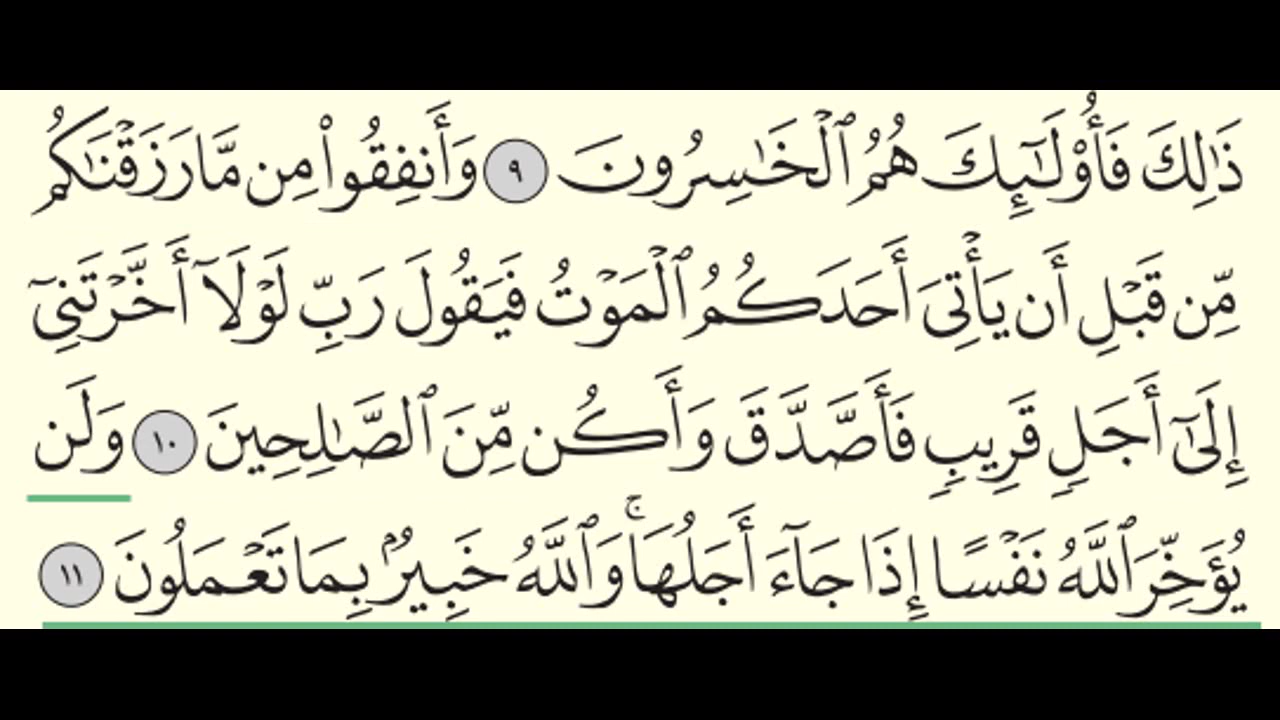 ذَٰلِكَ فَأُو۟لَـٰٓئِكَ هُمُ ٱلْخَـٰسِرُونَ ٩ وَأَنفِقُوا۟ مِن مَّا رَزَقْنَـٰكُم
مِّن قَبْلِ أَن يَأْتِىَ أَحَدَكُمُ ٱلْمَوْتُ فَيَقُولَ رَبِّ لَوْلَآ أَخَّرْتَنِىٓ
إِلَىٰٓ أَجَلٍ قَرِيبٍ فَأَصَّدَّقَ وَأَكُن مِّنَ ٱلصَّـٰلِحِينَ ١٠ وَلَن
يُؤَخِّرَ ٱللَّهُ نَفْسًا إِذَا جَآءَ أَجَلُهَا ۚ وَٱللَّهُ خَبِيرٌۢ بِمَا تَعْمَلُونَ ١١